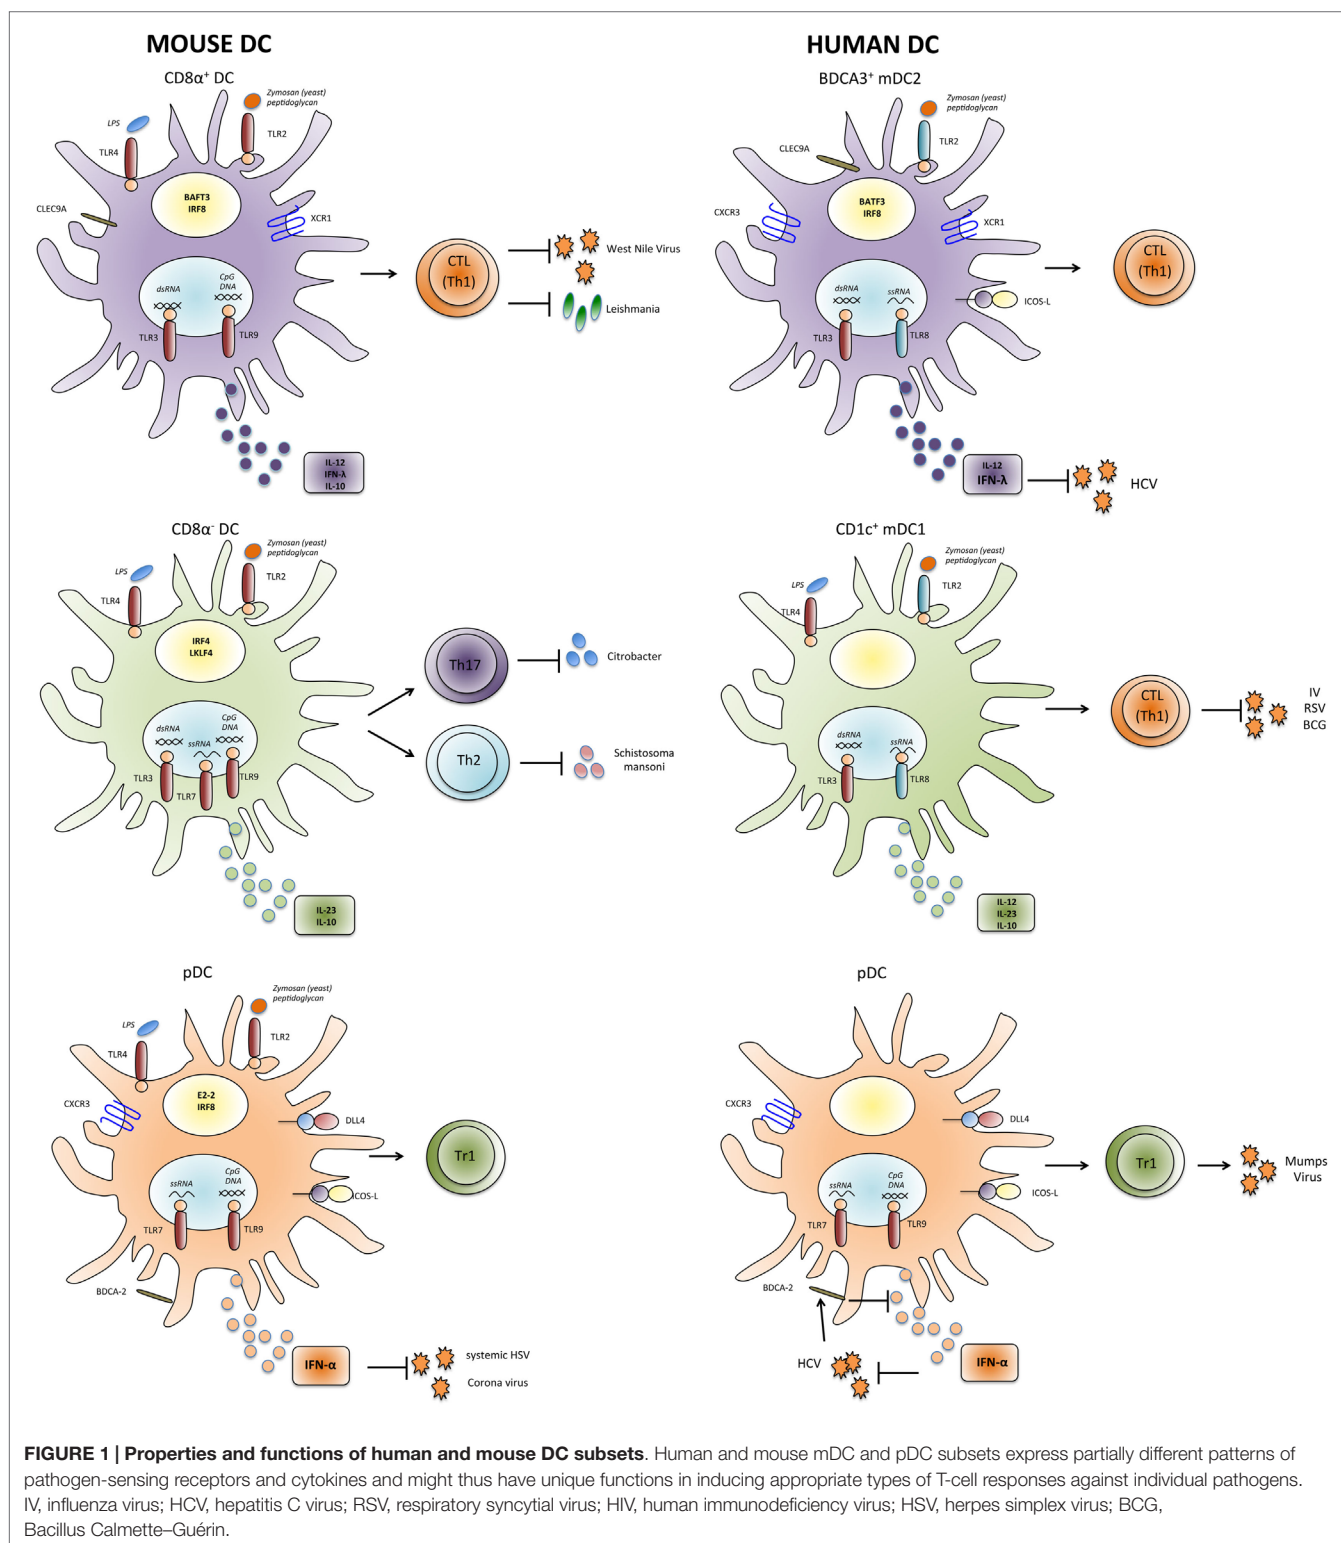 MOUSE DC
HUMAN DC
CD8α⁺ DC
Zymosan (yeast)
peptidoglycan
LPS
TLR2
TLR4
CLEC9A
BAFT3
IRF8
XCR1
dsRNA
CpG
DNA
TLR3
TLR9
IL-12
IFN-λ
IL-10
CTL
(Th1)
West Nile Virus
Leishmania
BDCA3⁺ mDC2
Zymosan (yeast)
peptidoglycan
TLR2
CLEC9A
CXCR3
BATF3
IRF8
XCR1
dsRNA
ssRNA
ICOS-L
TLR3
TLR8
IL-12
IFN-λ
HCV
CTL
(Th1)
CD8α⁻ DC
Zymosan (yeast)
peptidoglycan
LPS
TLR2
TLR4
IRF4
LKLF4
dsRNA
ssRNA
CpG
DNA
TLR3
TLR7
TLR9
IL-23
IL-10
Th17
Citrobacter
Th2
Schistosoma
mansoni
CD1c⁺ mDC1
Zymosan (yeast)
peptidoglycan
LPS
TLR2
TLR4
dsRNA
ssRNA
TLR3
TLR8
IL-12
IL-23
IL-10
CTL
(Th1)
IV
RSV
BCG
pDC
Zymosan (yeast)
peptidoglycan
LPS
TLR2
TLR4
CXCR3
E2-2
IRF8
DLL4
ssRNA
CpG
DNA
ICOS-L
TLR7
TLR9
BDCA-2
IFN-α
systemic HSV
Corona virus
Tr1
pDC
CXCR3
DLL4
ssRNA
CpG
DNA
ICOS-L
TLR7
TLR9
BDCA-2
HCV
IFN-α
Tr1
Mumps
Virus
FIGURE 1 | Properties and functions of human and mouse DC subsets. Human and mouse mDC and pDC subsets express partially different patterns of
pathogen-sensing receptors and cytokines and might thus have unique functions in inducing appropriate types of T-cell responses against individual pathogens.
IV, influenza virus; HCV, hepatitis C virus; RSV, respiratory syncytial virus; HIV, human immunodeficiency virus; HSV, herpes simplex virus; BCG,
Bacillus Calmette–Guérin.